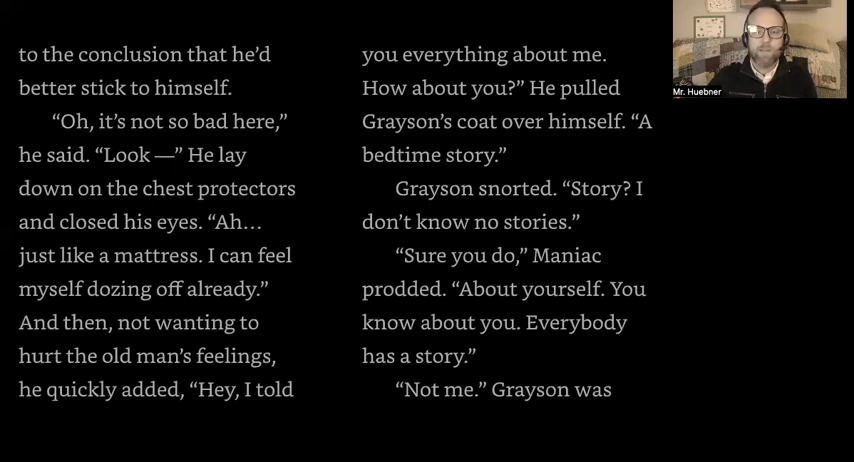 to the conclusion that he’d
better stick to himself.
“Oh, it’s not so bad here,”
he said. “Look —” He lay
down on the chest protectors
and closed his eyes. “Ah…
just like a mattress. I can feel
myself dozing off already.”
And then, not wanting to
hurt the old man’s feelings,
he quickly added, “Hey, I told
you everything about me.
How about you?” He pulled
Grayson’s coat over himself. “A
bedtime story.”
Grayson snorted. “Story? I
don’t know no stories.”
“Sure you do,” Maniac
prodded. “About yourself. You
know about you. Everybody
has a story.”
“Not me.” Grayson was
Mr. Huebner